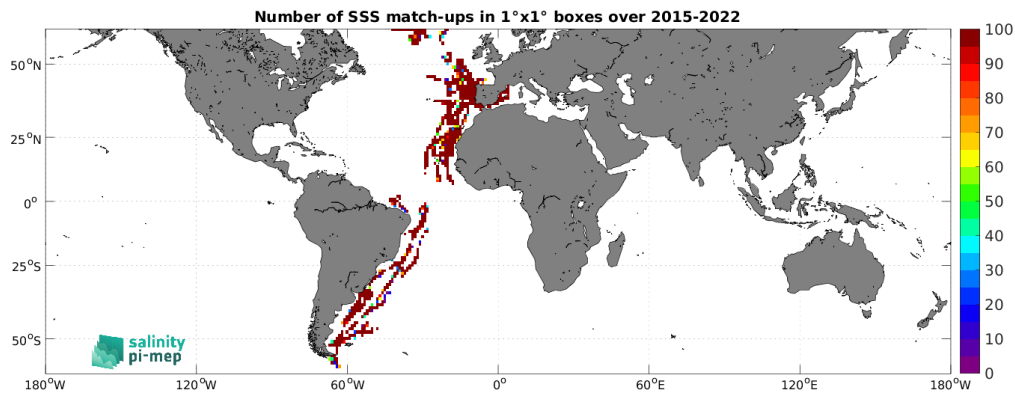 Number of SSS match-ups in 1°x1° boxes over 2015-2022
100
90
80
70
60
50
40
30
20
10
0
50°N
25°N
0°
25°S
50°S
salinity
pi-mep
180°W 120°W 60°W 0° 60°E 120°E 180°W